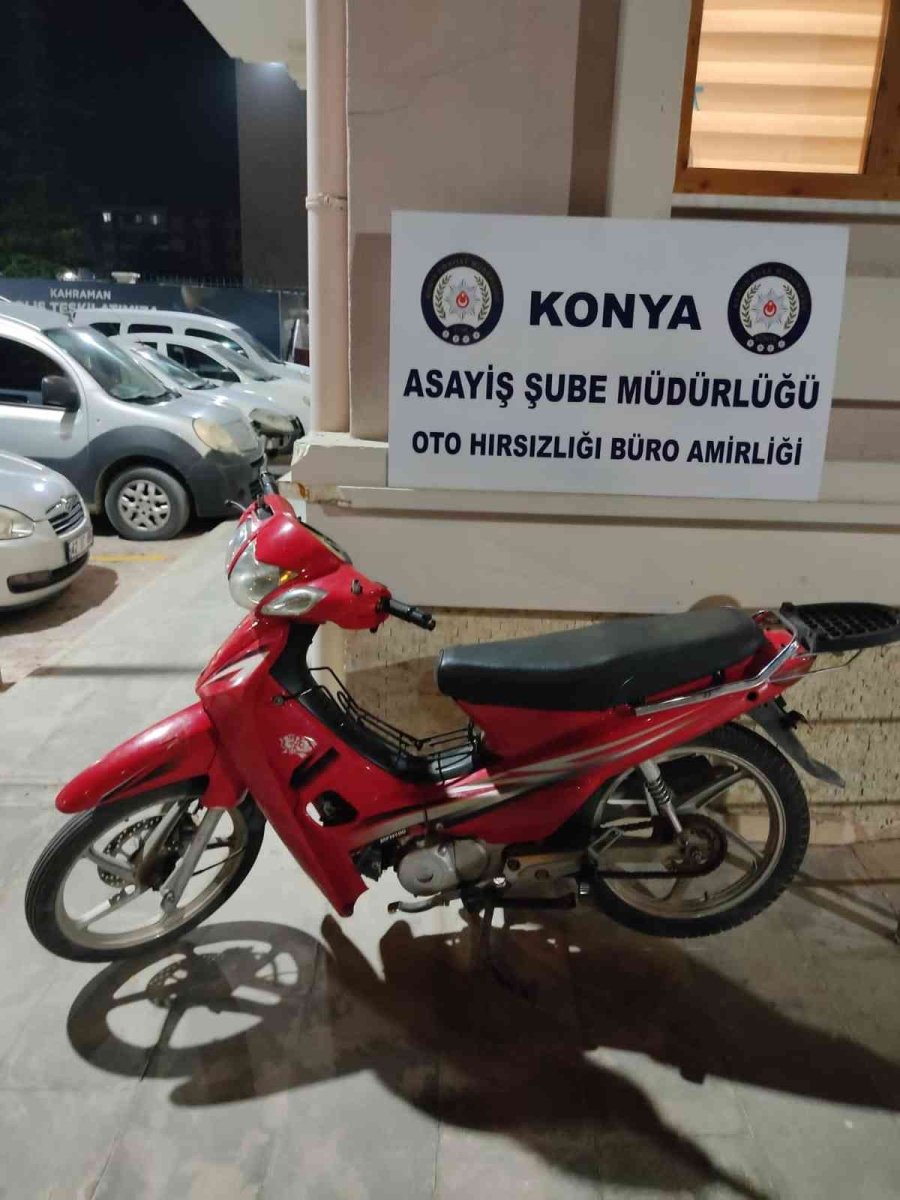 KAHRAMAN
KONYA
ASAYİŞ ŞUBE MÜDÜRLÜĞÜ
OTO HIRSIZLIĞI BÜRO AMİRLİĞİ